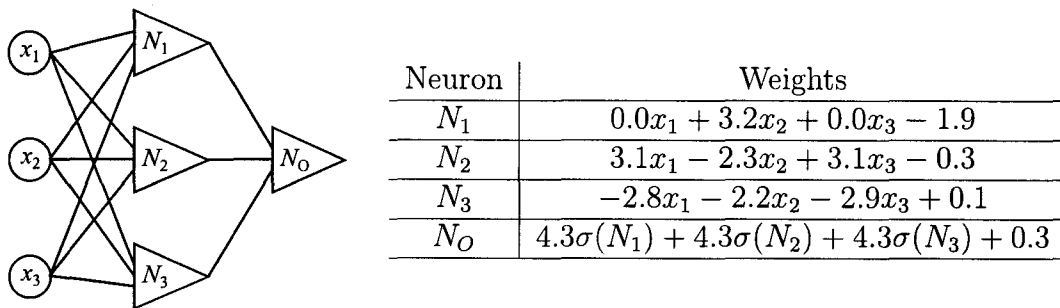 x₁
x₂
x₃
N₁
N₂
N₃
N_O
Neuron Weights
N₁ 0.0x₁ + 3.2x₂ + 0.0x₃ − 1.9
N₂ 3.1x₁ − 2.3x₂ + 3.1x₃ − 0.3
N₃ −2.8x₁ − 2.2x₂ − 2.9x₃ + 0.1
N_O 4.3σ(N₁) + 4.3σ(N₂) + 4.3σ(N₃) + 0.3